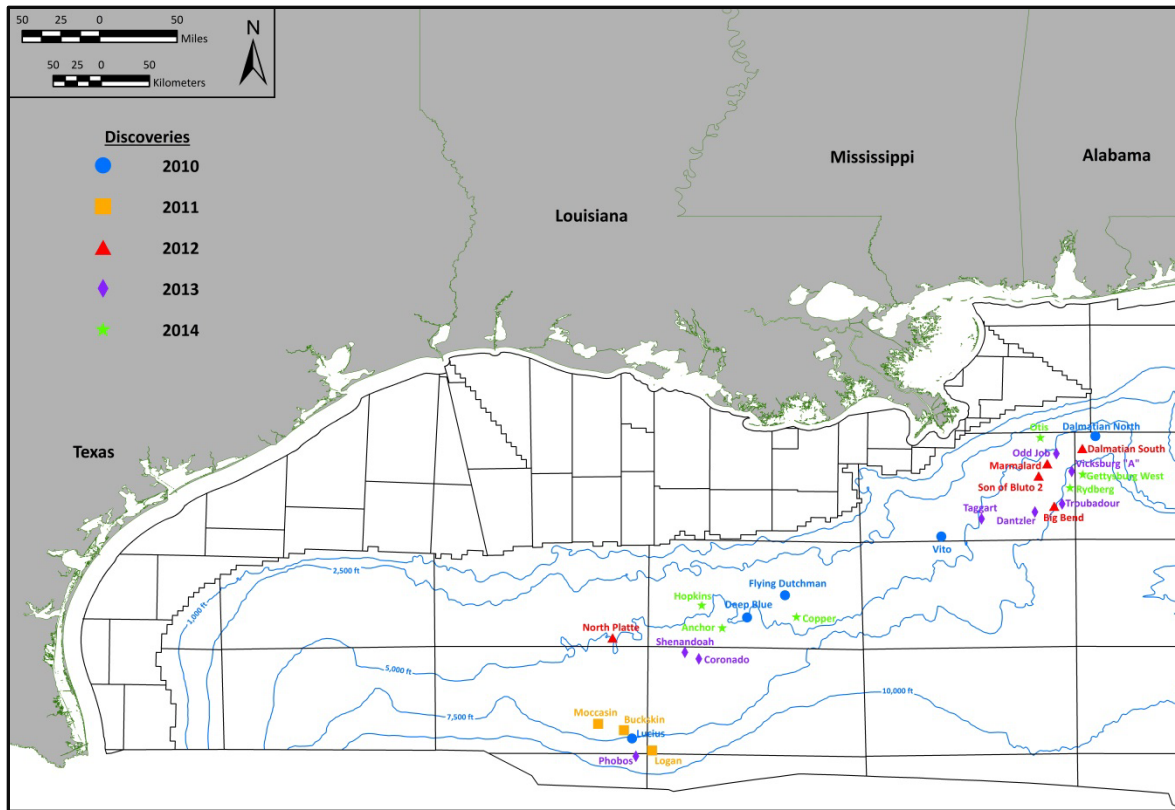 50 25 0 50
Miles
50 25 0 50
Kilometers
N
Discoveries
2010
2011
2012
2013
2014
Mississippi
Alabama
Louisiana
Texas
Otis
Dalmatian North
Odd Job
Dalmatian South
Marmalard
Vicksburg "A"
Gettysburg West
Son of Bluto 2
Rydberg
Taggart
Troubadour
Dantzler
Big Bend
Vito
2,500 ft
1,000 ft
Flying Dutchman
Hopkins
Deep Blue
Copper
Anchor
North Platte
Shenandoah
Coronado
5,000 ft
10,000 ft
7,500 ft
Moccasin
Buckskin
Lucius
Phobos
Logan